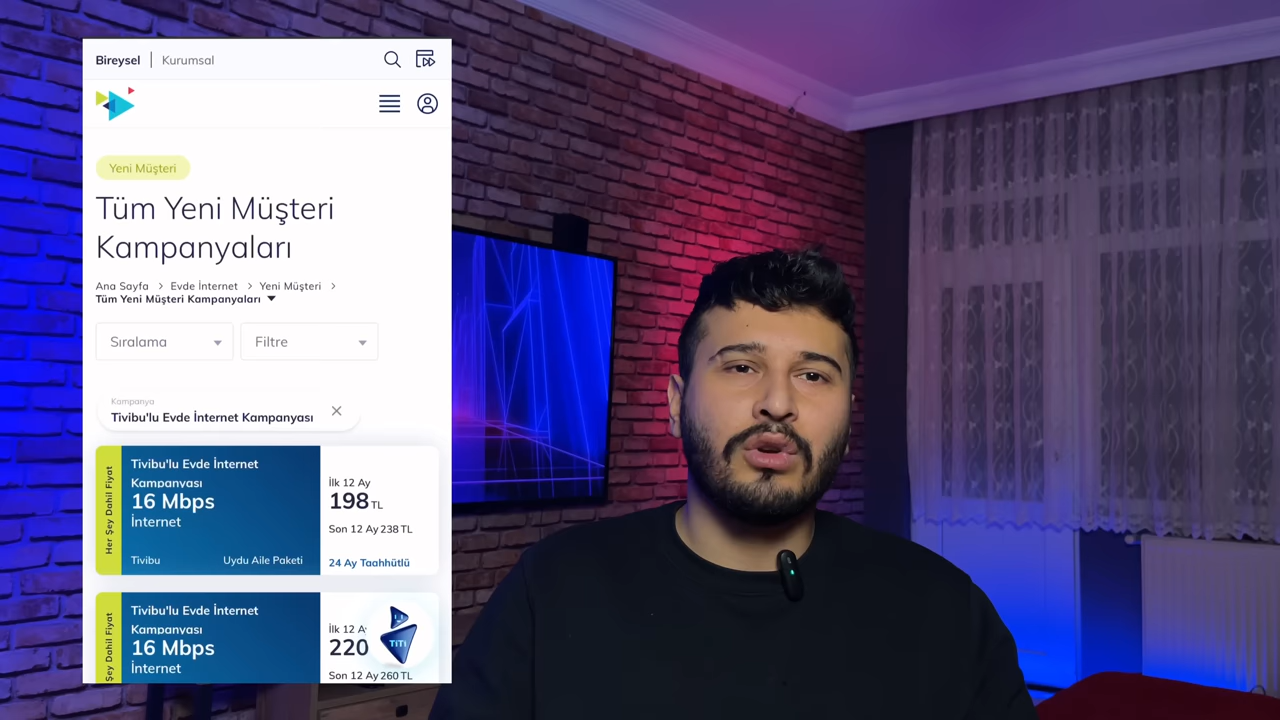 Bireysel | Kurumsal
Yeni Müşteri
Tüm Yeni Müşteri
Kampanyaları
Ana Sayfa > Evde İnternet > Yeni Müşteri >
Tüm Yeni Müşteri Kampanyaları
Sıralama
Filtre
Kampanya
Tivibu'lu Evde İnternet Kampanyası
Her Şey Dahil Fiyat
Tivibu'lu Evde İnternet
Kampanyası
16 Mbps
İnternet
Tivibu
Uydu Aile Paketi
İlk 12 Ay
198 TL
Son 12 Ay 238 TL
24 Ay Taahhütlü
Şey Dahil Fiyat
Tivibu'lu Evde İnternet
Kampanyası
16 Mbps
İnternet
İlk 12 A
220
Son 12 Ay 260 TL
TiTi